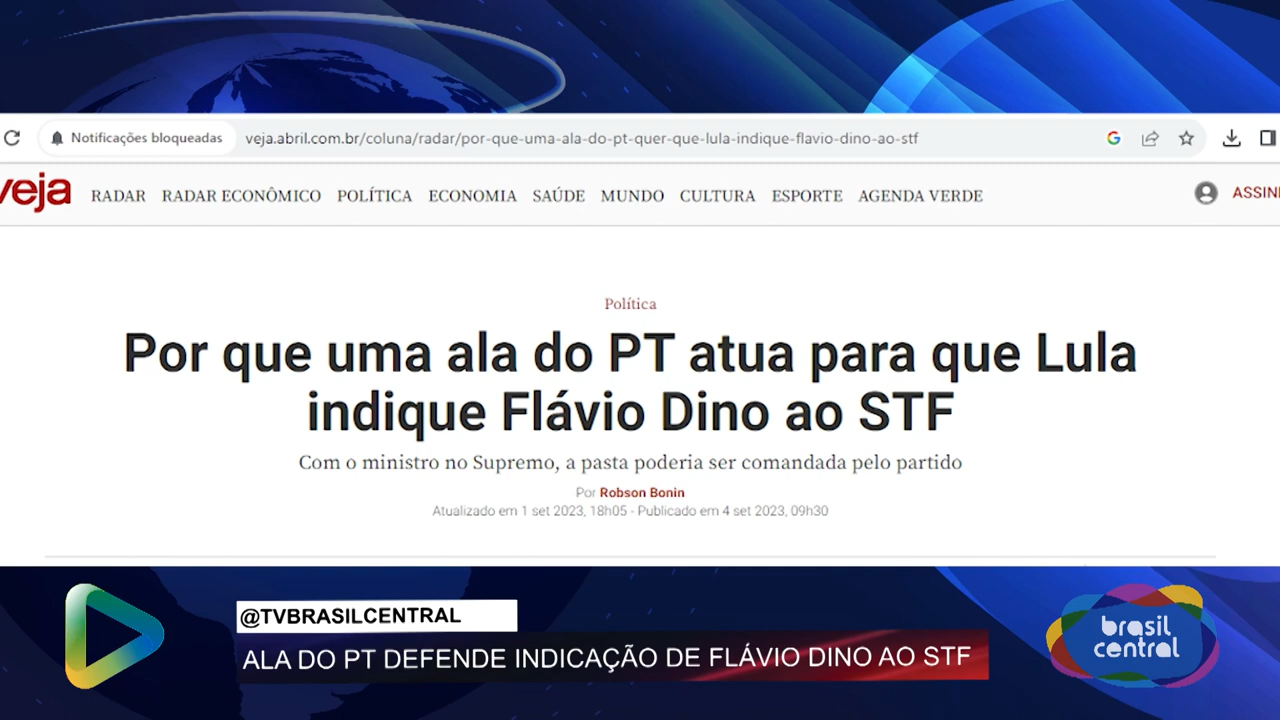 Notificações bloqueadas
veja.abril.com.br/coluna/radar/por-que-uma-ala-do-pt-quer-que-lula-indique-flavio-dino-ao-stf
veja RADAR RADAR ECONÔMICO POLÍTICA ECONOMIA SAÚDE MUNDO CULTURA ESPORTE AGENDA VERDE ASSIN
Política
Por que uma ala do PT atua para que Lula
indique Flávio Dino ao STF
Com o ministro no Supremo, a pasta poderia ser comandada pelo partido
Por Robson Bonin
Atualizado em 1 set 2023, 18h05 - Publicado em 4 set 2023, 09h30
@TVBRASILCENTRAL
ALA DO PT DEFENDE INDICAÇÃO DE FLÁVIO DINO AO STF
brasil
central